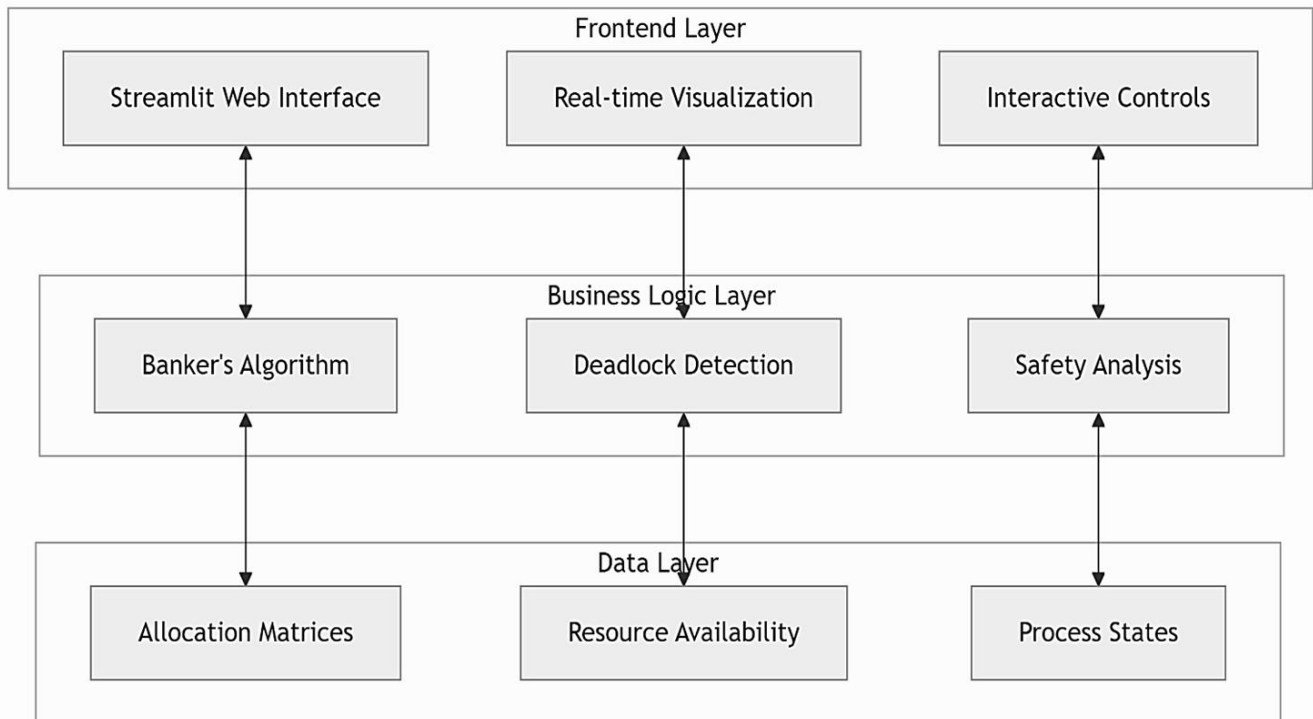 Frontend Layer
Streamlit Web Interface
Real-time Visualization
Interactive Controls
Business Logic Layer
Banker's Algorithm
Deadlock Detection
Safety Analysis
Data Layer
Allocation Matrices
Resource Availability
Process States